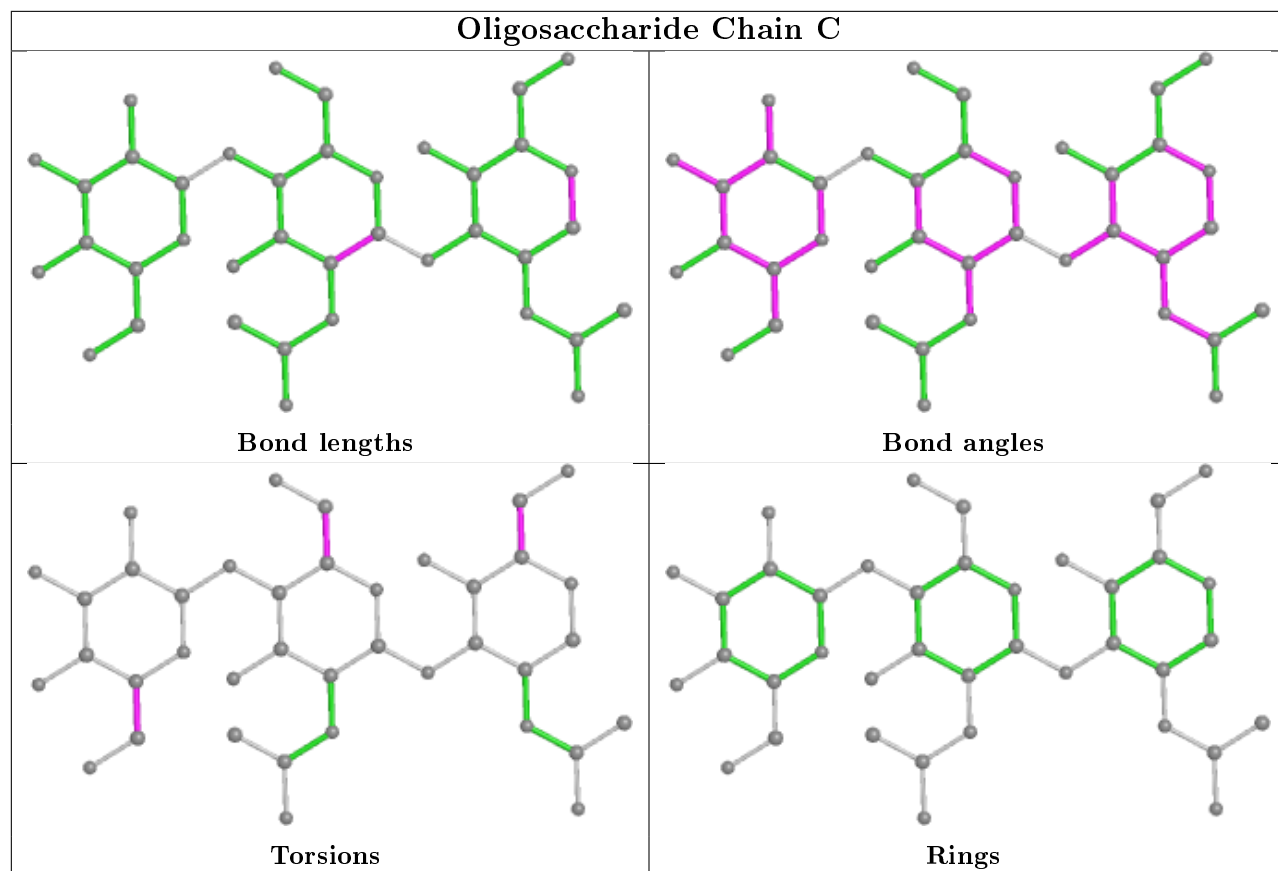 Oligosaccharide Chain C
Bond lengths
Bond angles
Torsions
Rings